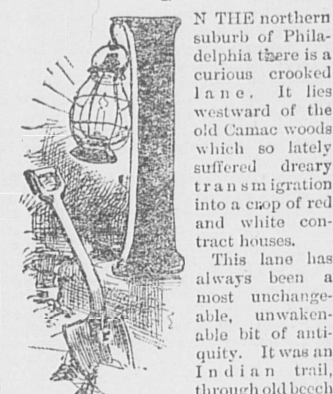 IN THE northern
suburb of Phila-
delphia there is a
curious crooked
lane. It lies
westward of the
old Camac woods
which so lately
suffered dreary
transmigration
into a crop of red
and white con-
tract houses.
This lane has
always been a
most unchange-
able, unwaken-
able bit of anti-
quity. It was an
Indian trail,
through old beech